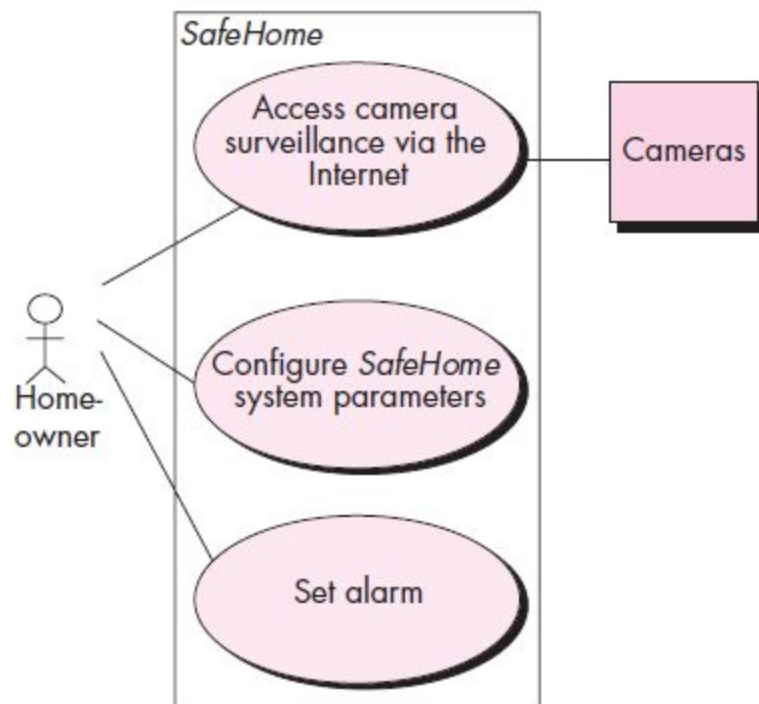 SafeHome
Access camera
surveillance via the
Internet
Cameras
Configure SafeHome
system parameters
Home-
owner
Set alarm